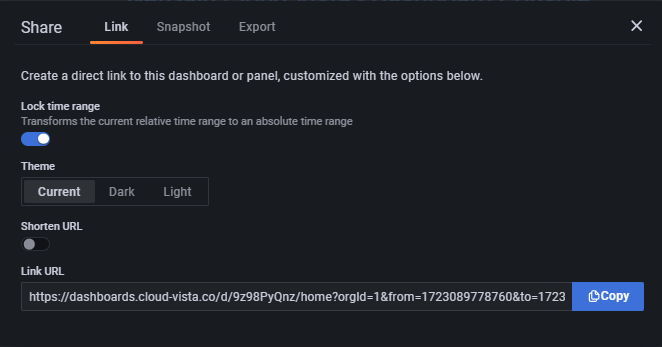 Share Link Snapshot Export
Create a direct link to this dashboard or panel, customized with the options below.
Lock time range
Transforms the current relative time range to an absolute time range
Theme
Current Dark Light
Shorten URL
Link URL
https://dashboards.cloud-vista.co/d/9z98PyQnz/home?orgId=1&from=1723089778760&to=1723 Copy